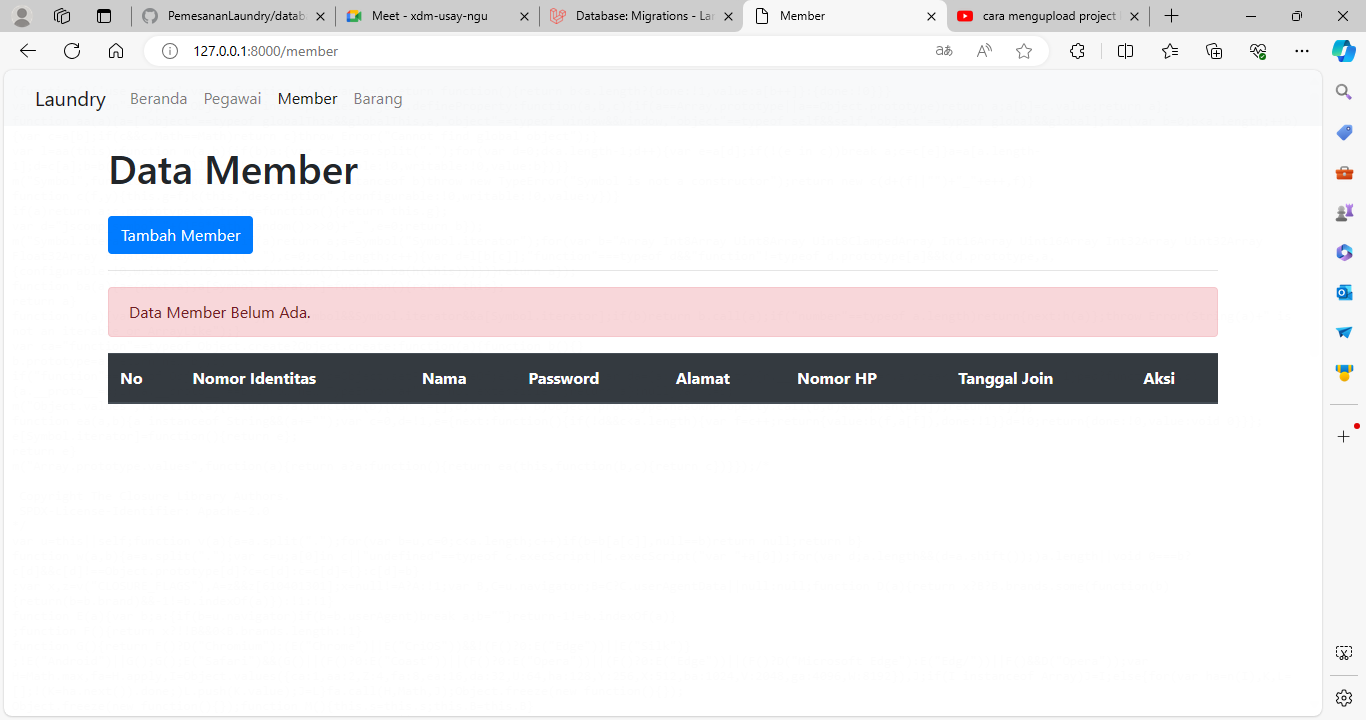 PemesananLaundry/datab
Meet - xdm-usay-ngu
Database: Migrations - Lar
Member
cara mengupload project
127.0.0.1:8000/member
Laundry Beranda Pegawai Member Barang
Data Member
Tambah Member
Data Member Belum Ada.
No Nomor Identitas Nama Password Alamat Nomor HP Tanggal Join Aksi